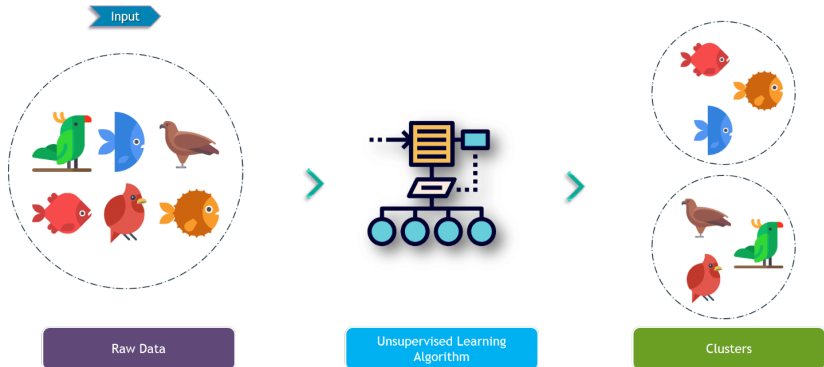 Input
Raw Data
Unsupervised Learning
Algorithm
Clusters